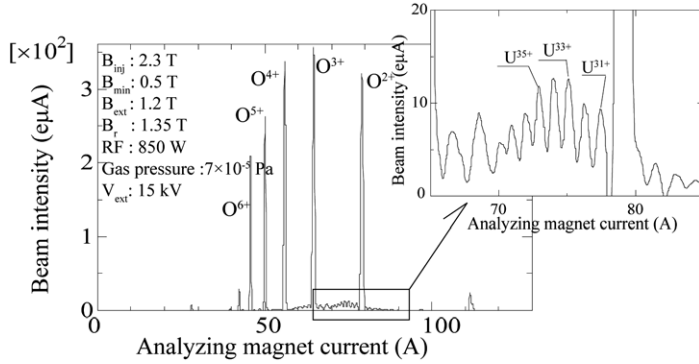 [×10²]
3
2
1
0
Beam intensity (eμA)
B_inj: 2.3 T
B_min: 0.5 T
B_ext: 1.2 T
B_r: 1.35 T
RF: 850 W
Gas pressure :7×10⁻⁵ Pa
V_ext: 15 kV
O⁶⁺
O⁵⁺
O⁴⁺
O³⁺
O²⁺
0 50 100
Analyzing magnet current (A)
20
15
10
5
0
Beam intensity (eμA)
U³⁵⁺
U³³⁺
U³¹⁺
70 80
Analyzing magnet current (A)